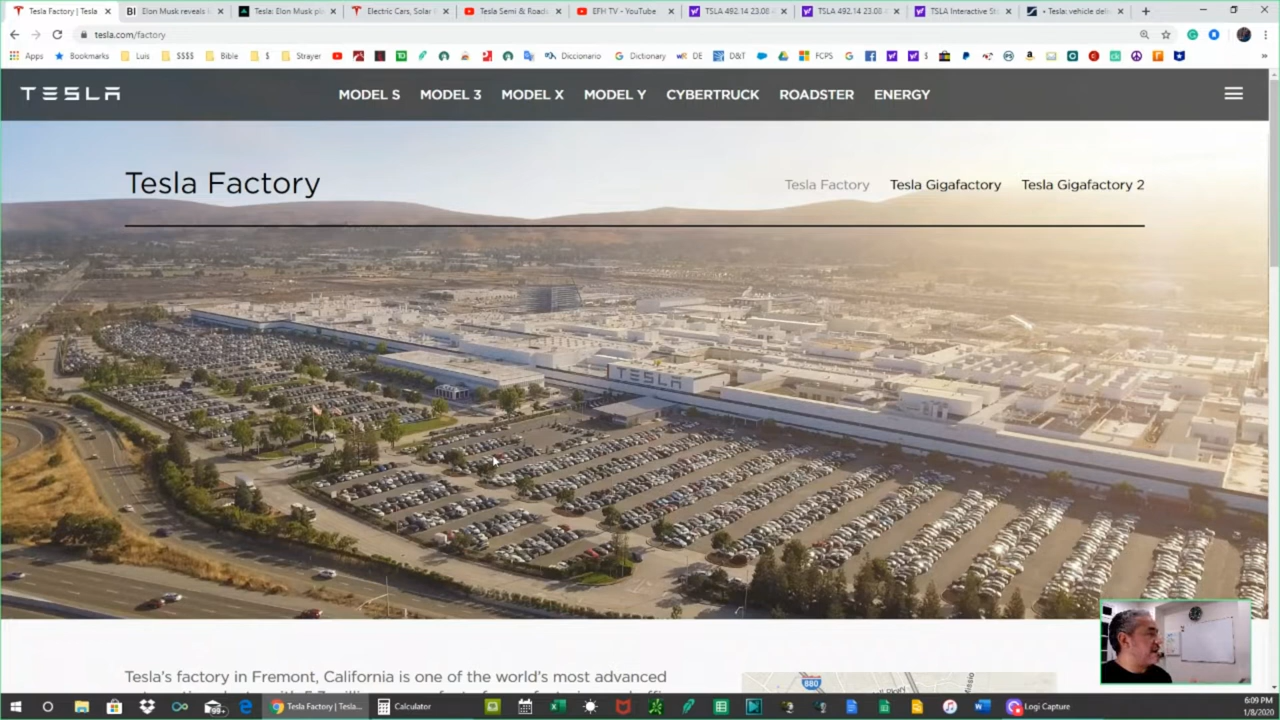 Tesla Factory | Tesla
Elon Musk reveals
Tesla: Elon Musk pl
Electric Cars, Solar
Tesla Semi & Road
EFH TV - YouTube
TSLA 492.14 23.08
TSLA 492.14 23.08
TSLA Interactive St
• Tesla: vehicle deli
tesla.com/factory
Apps
Bookmarks
Luis
$$$$
Bible
$
Strayer
Diccionario
Dictionary
DE
D&T
FCPS
$
TESLA
MODEL S
MODEL 3
MODEL X
MODEL Y
CYBERTRUCK
ROADSTER
ENERGY
Tesla Factory
Tesla Factory
Tesla Gigafactory
Tesla Gigafactory 2
TESLA
Tesla's factory in Fremont, California is one of the world's most advanced
880
99+
Tesla Factory | Tesla...
Calculator
Logi Capture
6:09 PM
1/8/2020